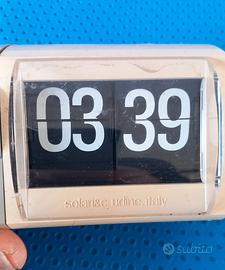 03 39
solari&c udine, italy
subito